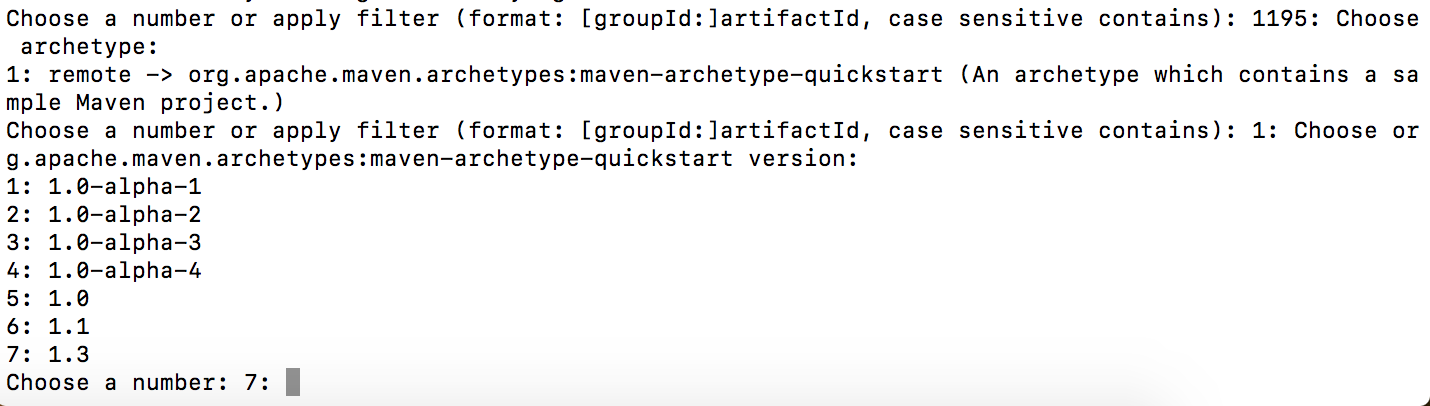 Choose a number or apply filter (format: [groupId:]artifactId, case sensitive contains): 1195: Choose
 archetype:
1: remote -> org.apache.maven.archetypes:maven-archetype-quickstart (An archetype which contains a sa
mple Maven project.)
Choose a number or apply filter (format: [groupId:]artifactId, case sensitive contains): 1: Choose or
g.apache.maven.archetypes:maven-archetype-quickstart version:
1: 1.0-alpha-1
2: 1.0-alpha-2
3: 1.0-alpha-3
4: 1.0-alpha-4
5: 1.0
6: 1.1
7: 1.3
Choose a number: 7: